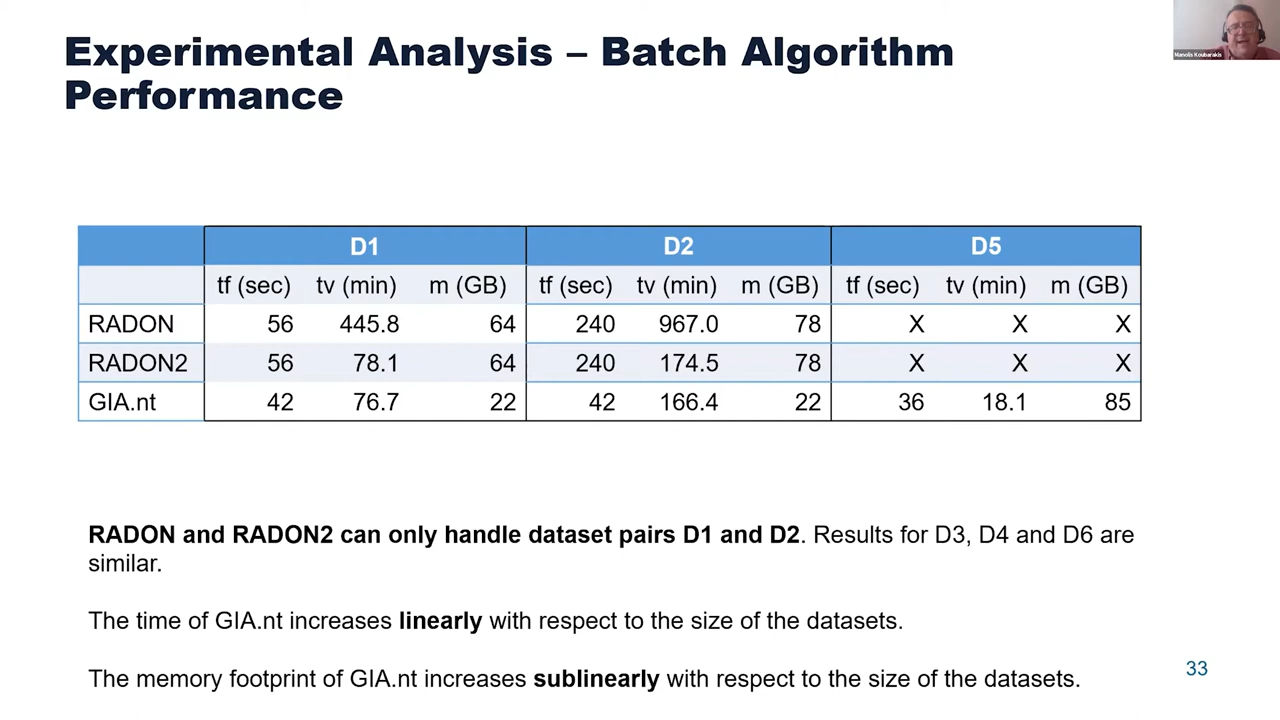 Experimental Analysis – Batch Algorithm
Performance
Manolis Koubarakis
D1 D2 D5
tf (sec) tv (min) m (GB) tf (sec) tv (min) m (GB) tf (sec) tv (min) m (GB)
RADON 56 445.8 64 240 967.0 78 X X X
RADON2 56 78.1 64 240 174.5 78 X X X
GIA.nt 42 76.7 22 42 166.4 22 36 18.1 85
RADON and RADON2 can only handle dataset pairs D1 and D2. Results for D3, D4 and D6 are
similar.
The time of GIA.nt increases linearly with respect to the size of the datasets.
The memory footprint of GIA.nt increases sublinearly with respect to the size of the datasets.
33